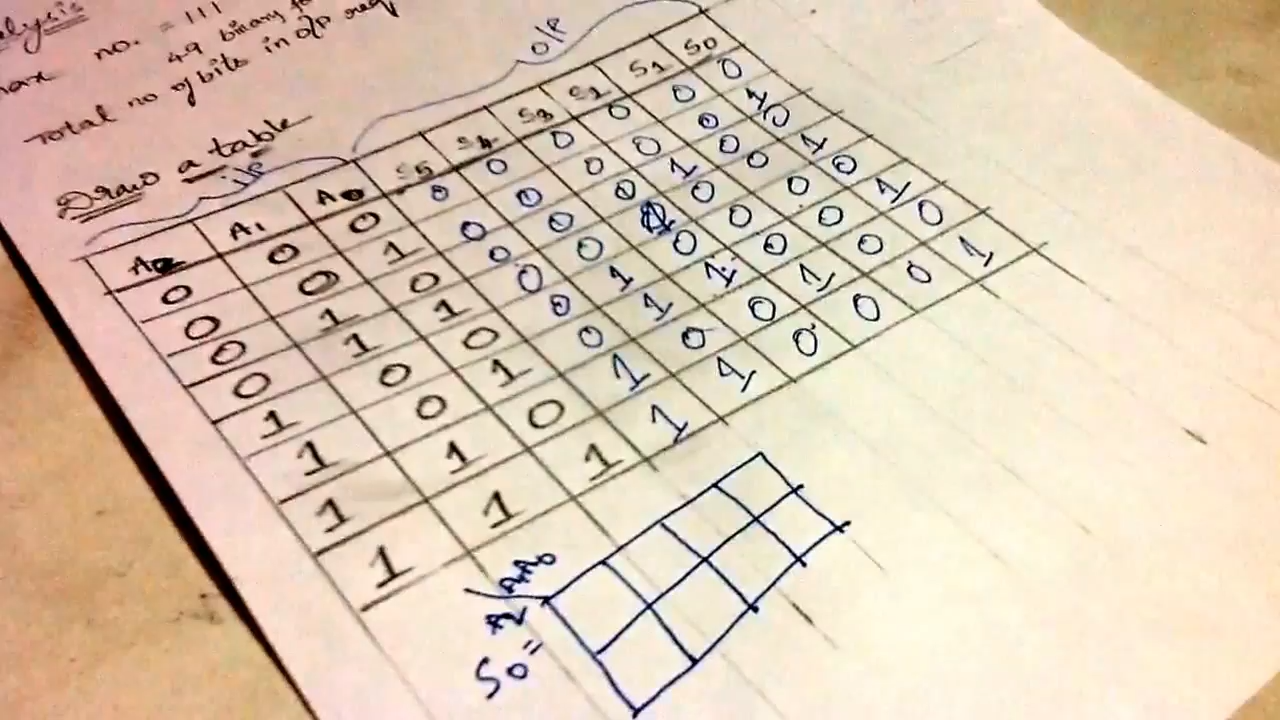 alysis
max no. = 111
49 binary
Total no of bits in o/p req
Draw a table
i/p o/p
A2 A1 A0 S5 S4 S3 S2 S1 S0
0 0 0 0 0 0 0 0 0
0 0 1 0 0 0 0 0 1
0 1 0 0 0 0 1 0 0
0 1 1 0 0 1 0 0 1
1 0 0 0 1 0 0 0 0
1 0 1 0 1 1 0 0 1
1 1 0 1 0 0 1 0 0
1 1 1 1 1 0 0 0 1
S0 = A2 A1A0